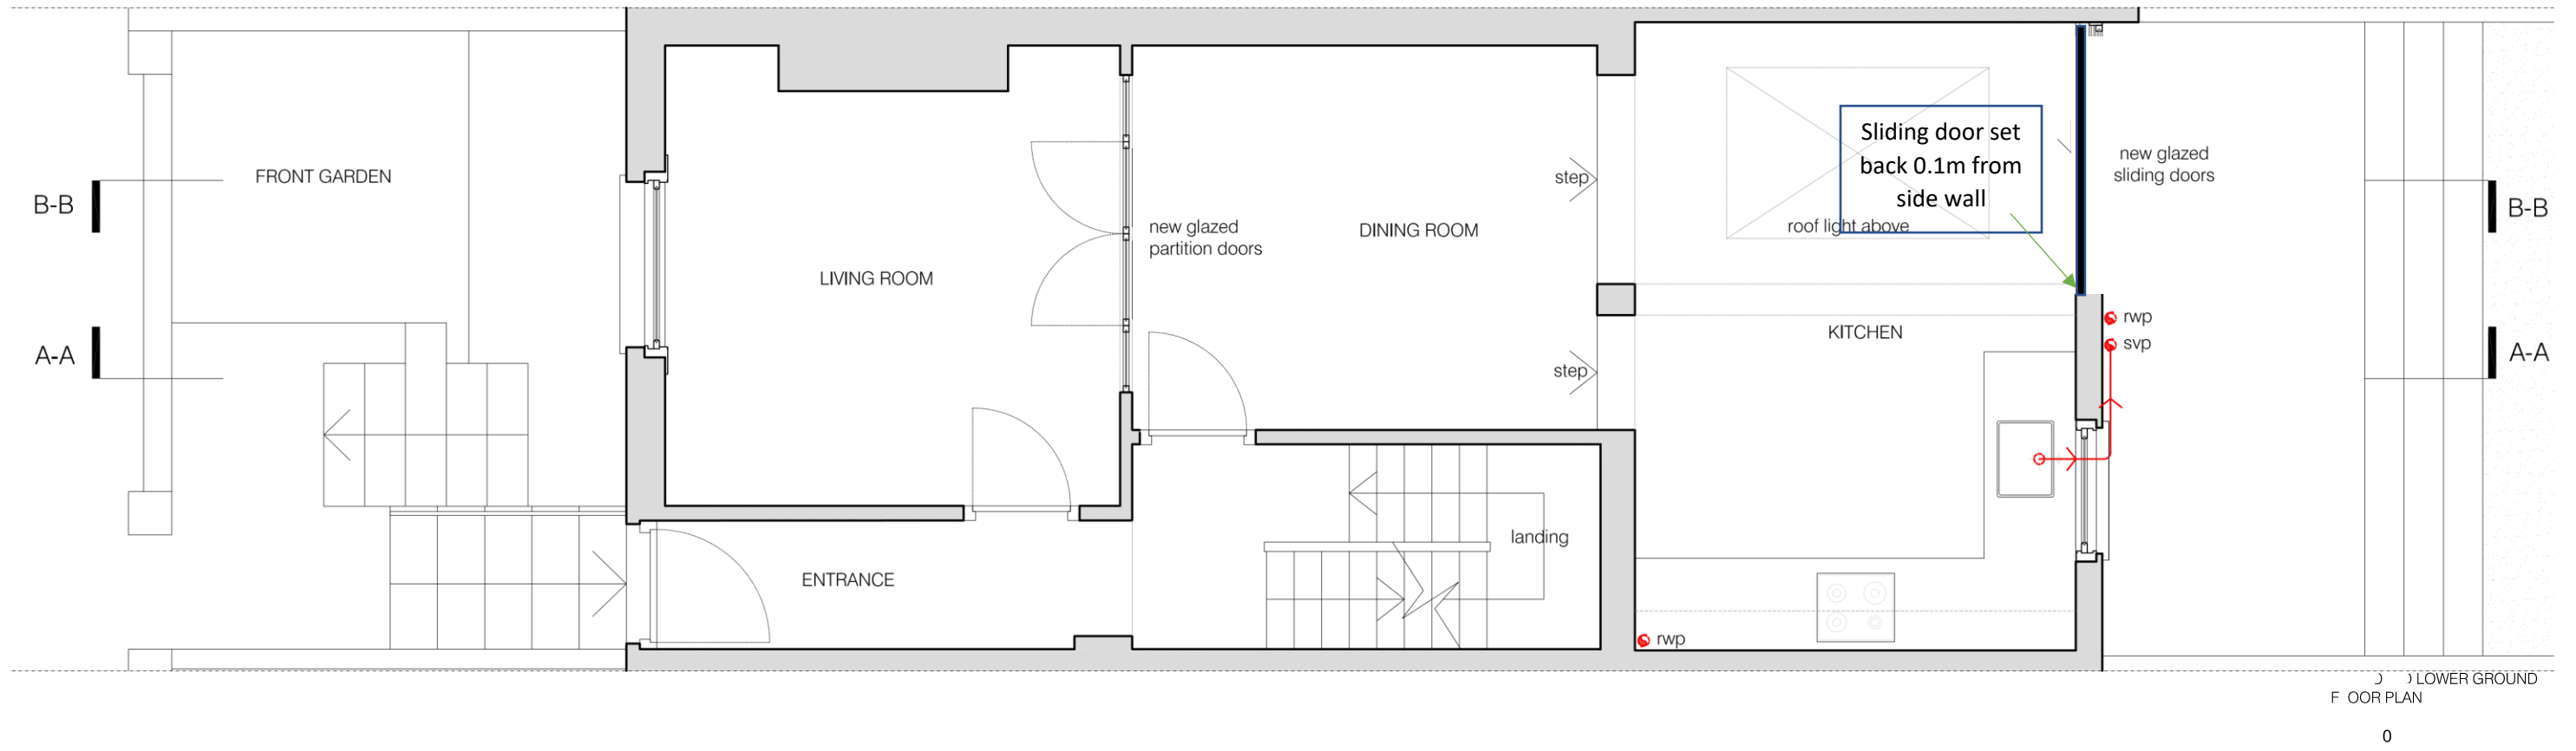 FRONT GARDEN
B-B
A-A
LIVING ROOM
new glazed
partition doors
DINING ROOM
step
step
Sliding door set
back 0.1m from
side wall
roof light above
new glazed
sliding doors
B-B
KITCHEN
rwp
svp
A-A
landing
ENTRANCE
rwp
LOWER GROUND
F OOR PLAN
0